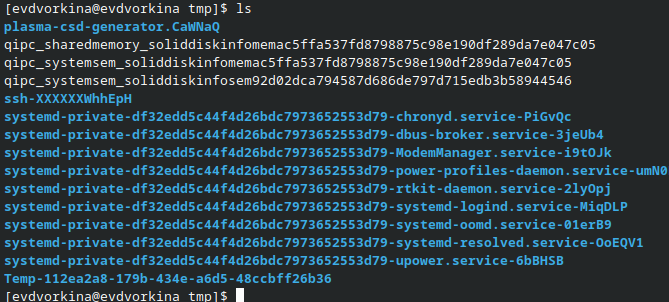 [evdvorkina@evdvorkina tmp]$ ls
plasma-csd-generator.CaWNaQ
qipc_sharedmemory_soliddiskinfomemac5ffa537fd8798875c98e190df289da7e047c05
qipc_systemsem_soliddiskinfomemac5ffa537fd8798875c98e190df289da7e047c05
qipc_systemsem_soliddiskinfosem92d02dca794587d686de797d715edb3b58944546
ssh-XXXXXXWhhEpH
systemd-private-df32edd5c44f4d26bdc7973652553d79-chronyd.service-PiGvQc
systemd-private-df32edd5c44f4d26bdc7973652553d79-dbus-broker.service-3jeUb4
systemd-private-df32edd5c44f4d26bdc7973652553d79-ModemManager.service-i9tOJk
systemd-private-df32edd5c44f4d26bdc7973652553d79-power-profiles-daemon.service-umN0
systemd-private-df32edd5c44f4d26bdc7973652553d79-rtkit-daemon.service-2lyOpj
systemd-private-df32edd5c44f4d26bdc7973652553d79-systemd-logind.service-MiqDLP
systemd-private-df32edd5c44f4d26bdc7973652553d79-systemd-oomd.service-01erB9
systemd-private-df32edd5c44f4d26bdc7973652553d79-systemd-resolved.service-OoEQV1
systemd-private-df32edd5c44f4d26bdc7973652553d79-upower.service-6bBHSB
Temp-112ea2a8-179b-434e-a6d5-48ccbff26b36
[evdvorkina@evdvorkina tmp]$